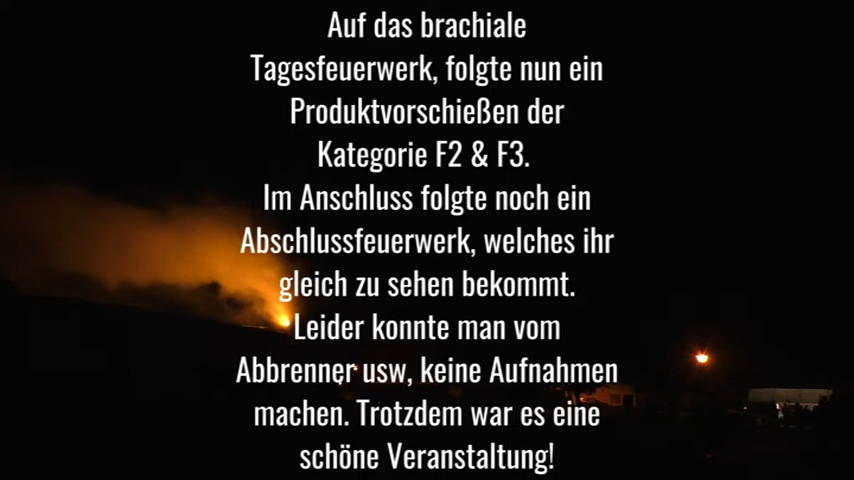 Auf das brachiale
Tagesfeuerwerk, folgte nun ein
Produktvorschießen der
Kategorie F2 & F3.
Im Anschluss folgte noch ein
Abschlussfeuerwerk, welches ihr
gleich zu sehen bekommt.
Leider konnte man vom
Abbrenner usw, keine Aufnahmen
machen. Trotzdem war es eine
schöne Veranstaltung!